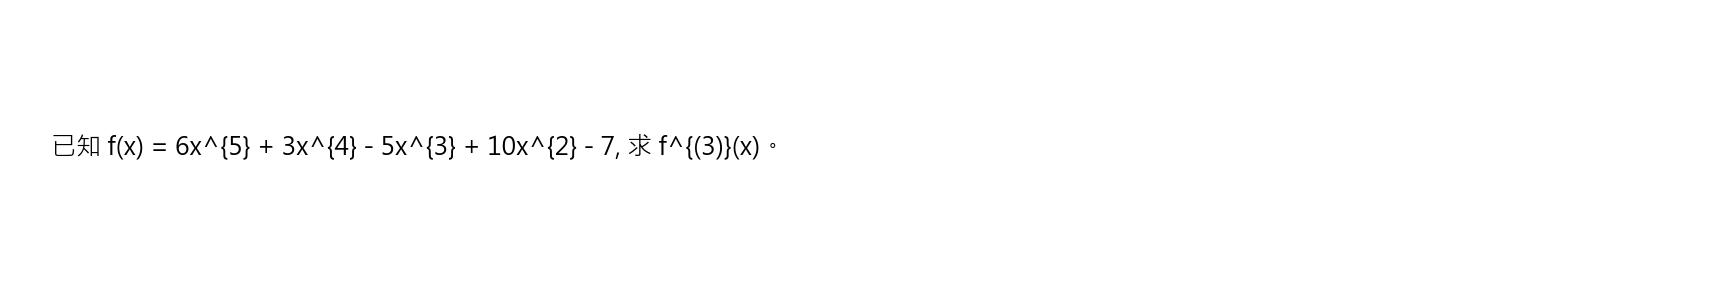 已知 f(x) = 6x^{5} + 3x^{4} - 5x^{3} + 10x^{2} - 7, 求 f^{(3)}(x)。